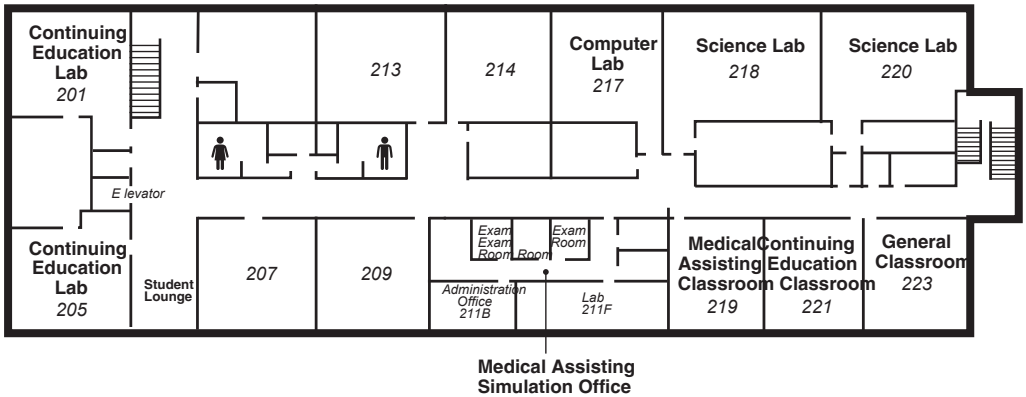 Continuing
Education
Lab
201
213
214
Computer
Lab
217
Science Lab
218
Science Lab
220
E levator
Continuing
Education
Lab
205
Student
Lounge
207
209
Exam
Exam
Room
Room
Exam
Room
Administration
Office
211B
Lab
211F
Medical
Assisting
Classroom
219
Continuing
Education
Classroom
221
General
Classroom
223
Medical Assisting
Simulation Office